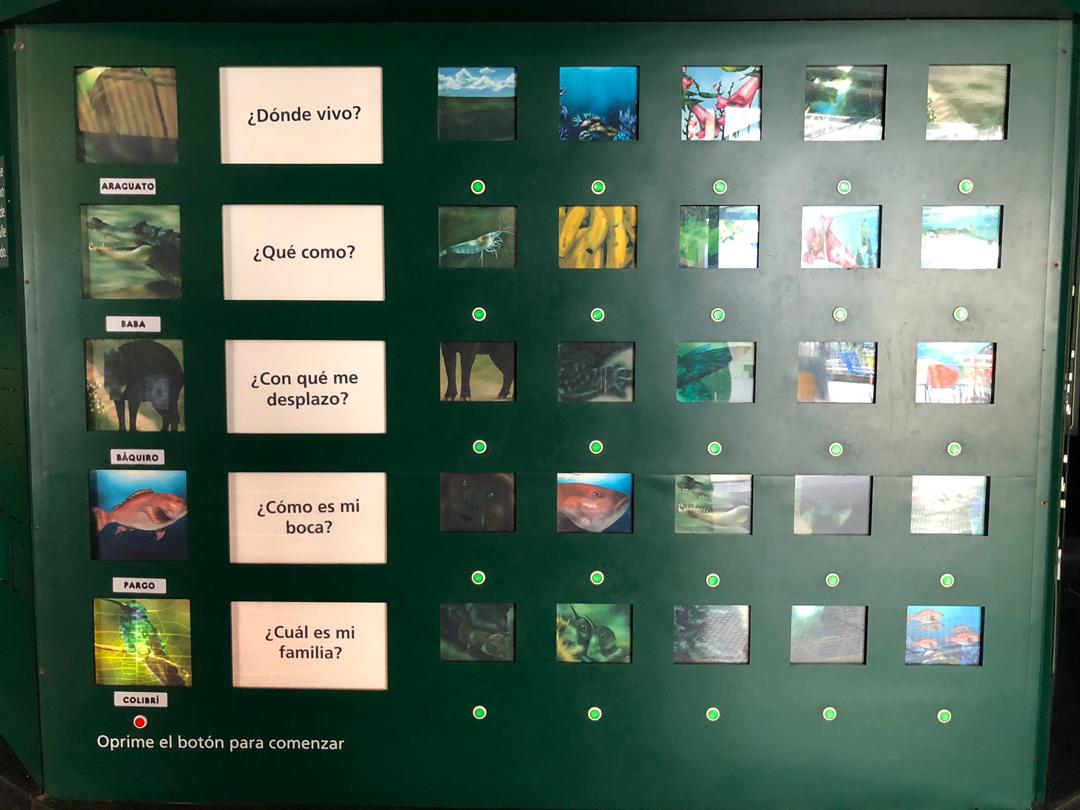 ¿Dónde vivo?
ARAGUATO
¿Qué como?
BABA
¿Con qué me
desplazo?
BÁQUIRO
¿Cómo es mi
boca?
PARGO
¿Cuál es mi
familia?
COLIBRÍ
Oprime el botón para comenzar